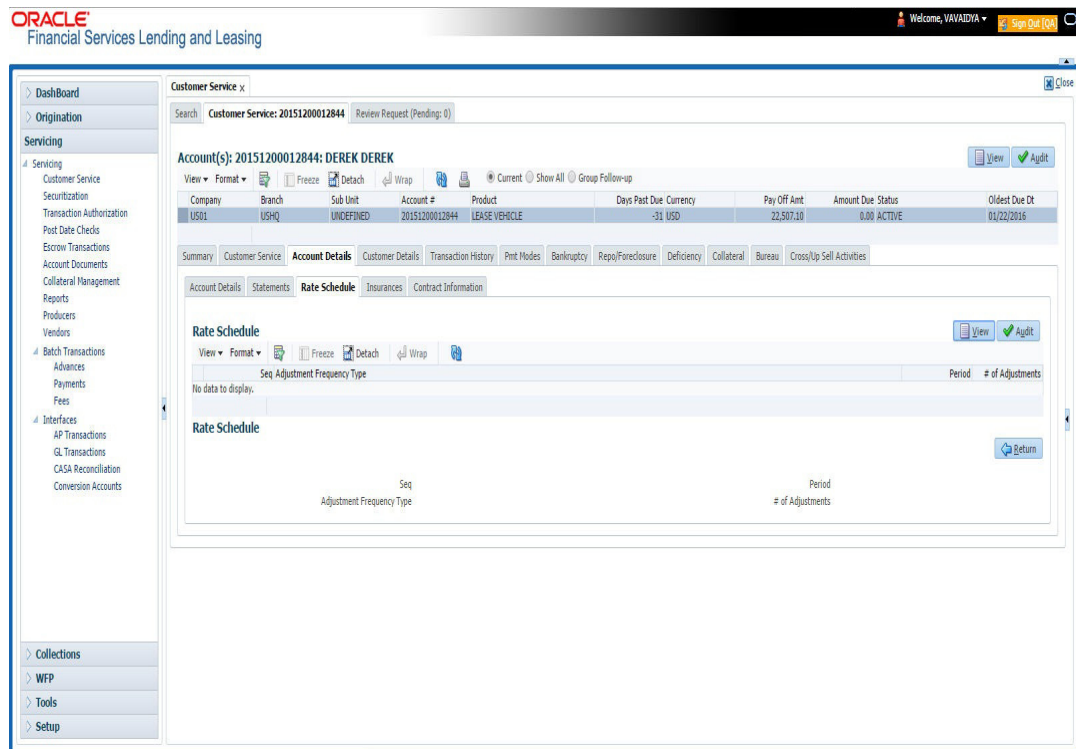 ORACLE
Financial Services Lending and Leasing
Welcome, VAVAIDYA
Sign Out [QA]
DashBoard
Origination
Servicing
Servicing
Customer Service
Securitization
Transaction Authorization
Post Date Checks
Escrow Transactions
Account Documents
Collateral Management
Reports
Producers
Vendors
Batch Transactions
Advances
Payments
Fees
Interfaces
AP Transactions
GL Transactions
CASA Reconciliation
Conversion Accounts
Collections
WFP
Tools
Setup
Customer Service x
Close
Search Customer Service: 20151200012844 Review Request (Pending: 0)
Account(s): 20151200012844: DEREK DEREK
View Audit
View Format Freeze Detach Wrap Current Show All Group Follow-up
Company Branch Sub Unit Account # Product Days Past Due Currency Pay Off Amt Amount Due Status Oldest Due Dt
US01 USHQ UNDEFINED 20151200012844 LEASE VEHICLE -31 USD 22,507.10 0.00 ACTIVE 01/22/2016
Summary Customer Service Account Details Customer Details Transaction History Pmt Modes Bankruptcy Repo/Foreclosure Deficiency Collateral Bureau Cross/Up Sell Activities
Account Details Statements Rate Schedule Insurances Contract Information
Rate Schedule
View Audit
View Format Freeze Detach Wrap
Seq Adjustment Frequency Type Period # of Adjustments
No data to display.
Rate Schedule
Return
Seq Period
Adjustment Frequency Type # of Adjustments